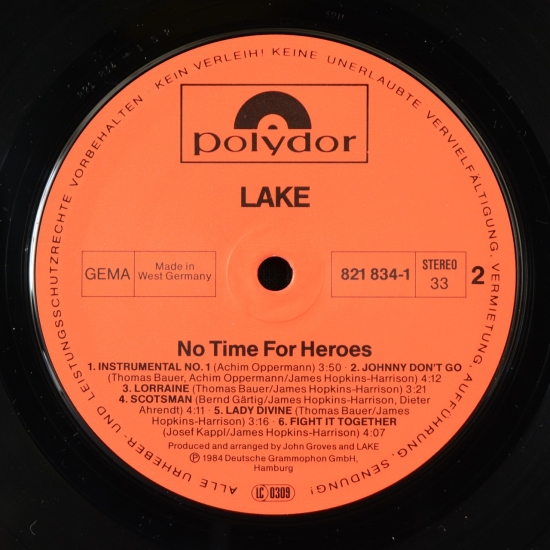 ALLE URHEBER- UND LEISTUNGSSCHUTZRECHTE VORBEHALTEN · KEIN VERLEIH! KEINE UNERLAUBTE VERVIELFÄLTIGUNG, VERMIETUNG, AUFFÜHRUNG, SENDUNG!
polydor
LAKE
GEMA
Made in
West Germany
821 834-1
STEREO
33
2
No Time For Heroes
1. INSTRUMENTAL NO. 1 (Achim Oppermann) 3:50 · 2. JOHNNY DON'T GO
(Thomas Bauer, Achim Oppermann/James Hopkins-Harrison) 4:12
3. LORRAINE (Thomas Bauer/James Hopkins-Harrison) 3:21
4. SCOTSMAN (Bernd Gärtig/James Hopkins-Harrison, Dieter
Ahrendt) 4:11 · 5. LADY DIVINE (Thomas Bauer/James
Hopkins-Harrison) 3:16 · 6. FIGHT IT TOGETHER
(Josef Kappl/James Hopkins-Harrison) 4:07
Produced and arranged by John Groves and LAKE
Ⓟ 1984 Deutsche Grammophon GmbH,
Hamburg
LC 0309